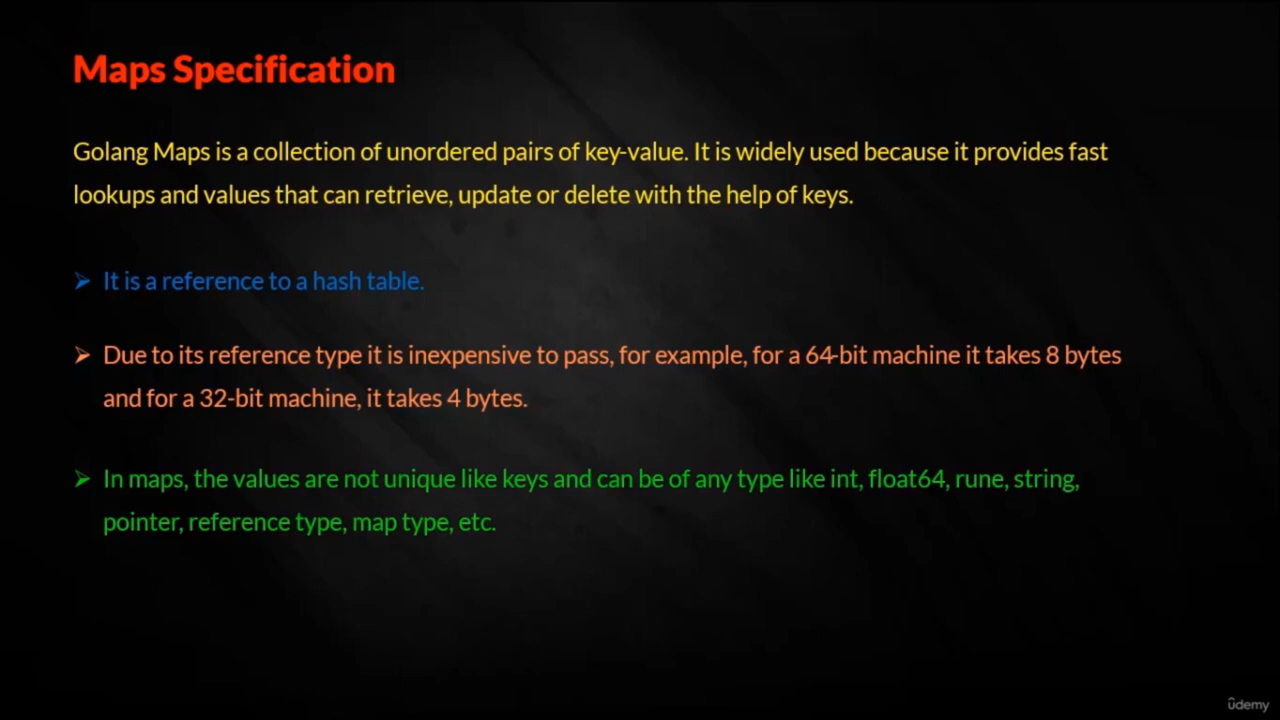 Maps Specification
Golang Maps is a collection of unordered pairs of key-value. It is widely used because it provides fast
lookups and values that can retrieve, update or delete with the help of keys.
➢ It is a reference to a hash table.
➢ Due to its reference type it is inexpensive to pass, for example, for a 64-bit machine it takes 8 bytes
and for a 32-bit machine, it takes 4 bytes.
➢ In maps, the values are not unique like keys and can be of any type like int, float64, rune, string,
pointer, reference type, map type, etc.
ûdemy